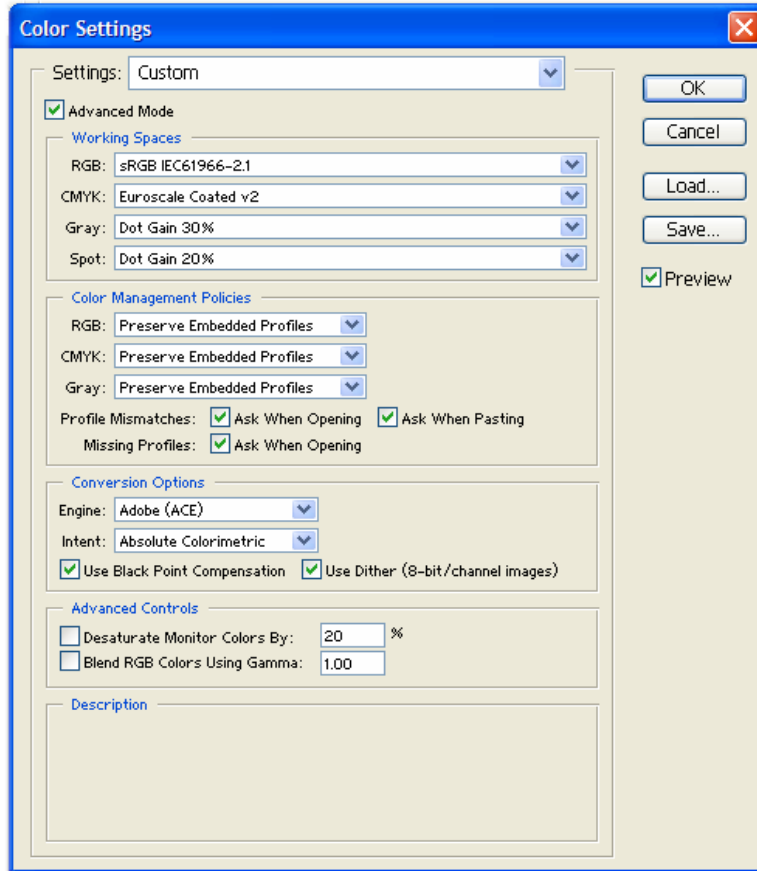 Color Settings
Settings: Custom
OK
Advanced Mode
Cancel
Working Spaces
RGB: sRGB IEC61966-2.1
Load...
CMYK: Euroscale Coated v2
Gray: Dot Gain 30%
Save...
Spot: Dot Gain 20%
Preview
Color Management Policies
RGB: Preserve Embedded Profiles
CMYK: Preserve Embedded Profiles
Gray: Preserve Embedded Profiles
Profile Mismatches: Ask When Opening Ask When Pasting
Missing Profiles: Ask When Opening
Conversion Options
Engine: Adobe (ACE)
Intent: Absolute Colorimetric
Use Black Point Compensation Use Dither (8-bit/channel images)
Advanced Controls
Desaturate Monitor Colors By: 20 %
Blend RGB Colors Using Gamma: 1.00
Description